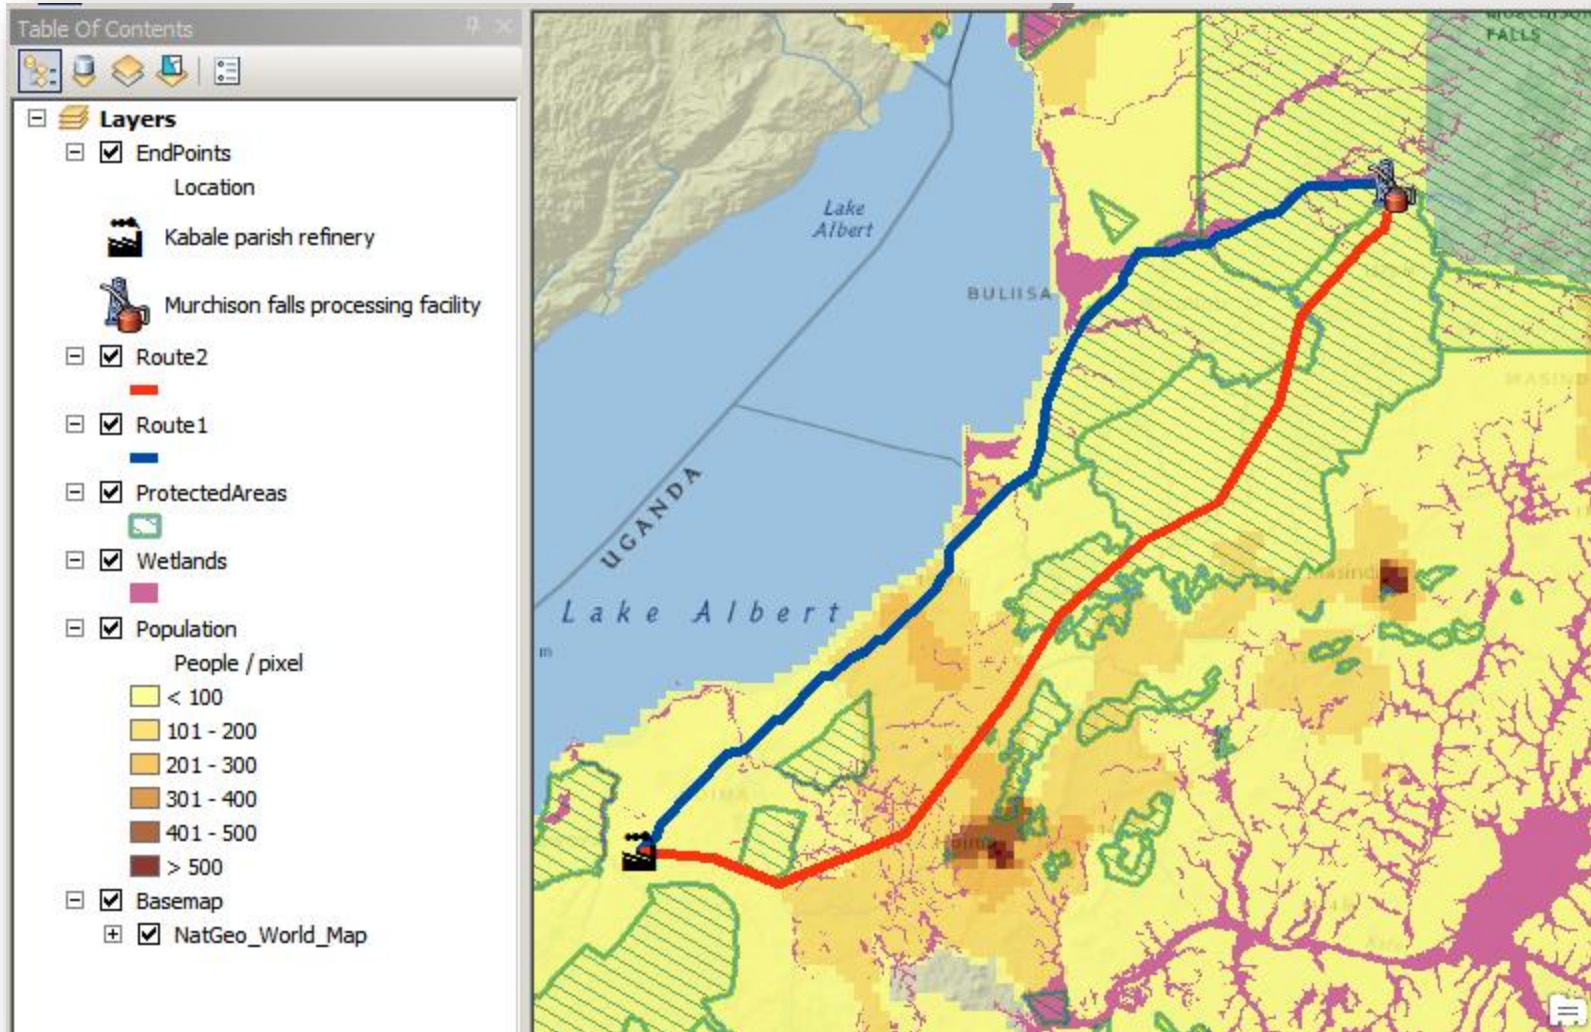 Table Of Contents
Layers
EndPoints
Location
Kabale parish refinery
Murchison falls processing facility
Route2
Route1
ProtectedAreas
Wetlands
Population
People / pixel
< 100
101 - 200
201 - 300
301 - 400
401 - 500
> 500
Basemap
NatGeo_World_Map
FALLS
Lake
Albert
BULIISA
UGANDA
Masindi
Lake Albert
m